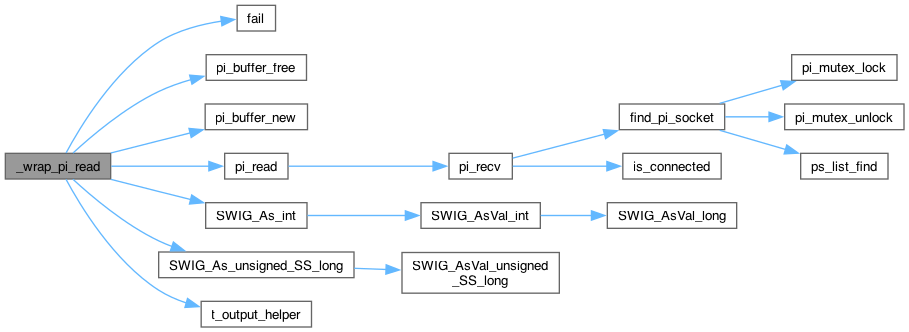 _wrap_pi_read
fail
pi_buffer_free
pi_buffer_new
pi_read
pi_recv
find_pi_socket
pi_mutex_lock
pi_mutex_unlock
ps_list_find
is_connected
SWIG_As_int
SWIG_AsVal_int
SWIG_AsVal_long
SWIG_As_unsigned_SS_long
SWIG_AsVal_unsigned
_SS_long
t_output_helper